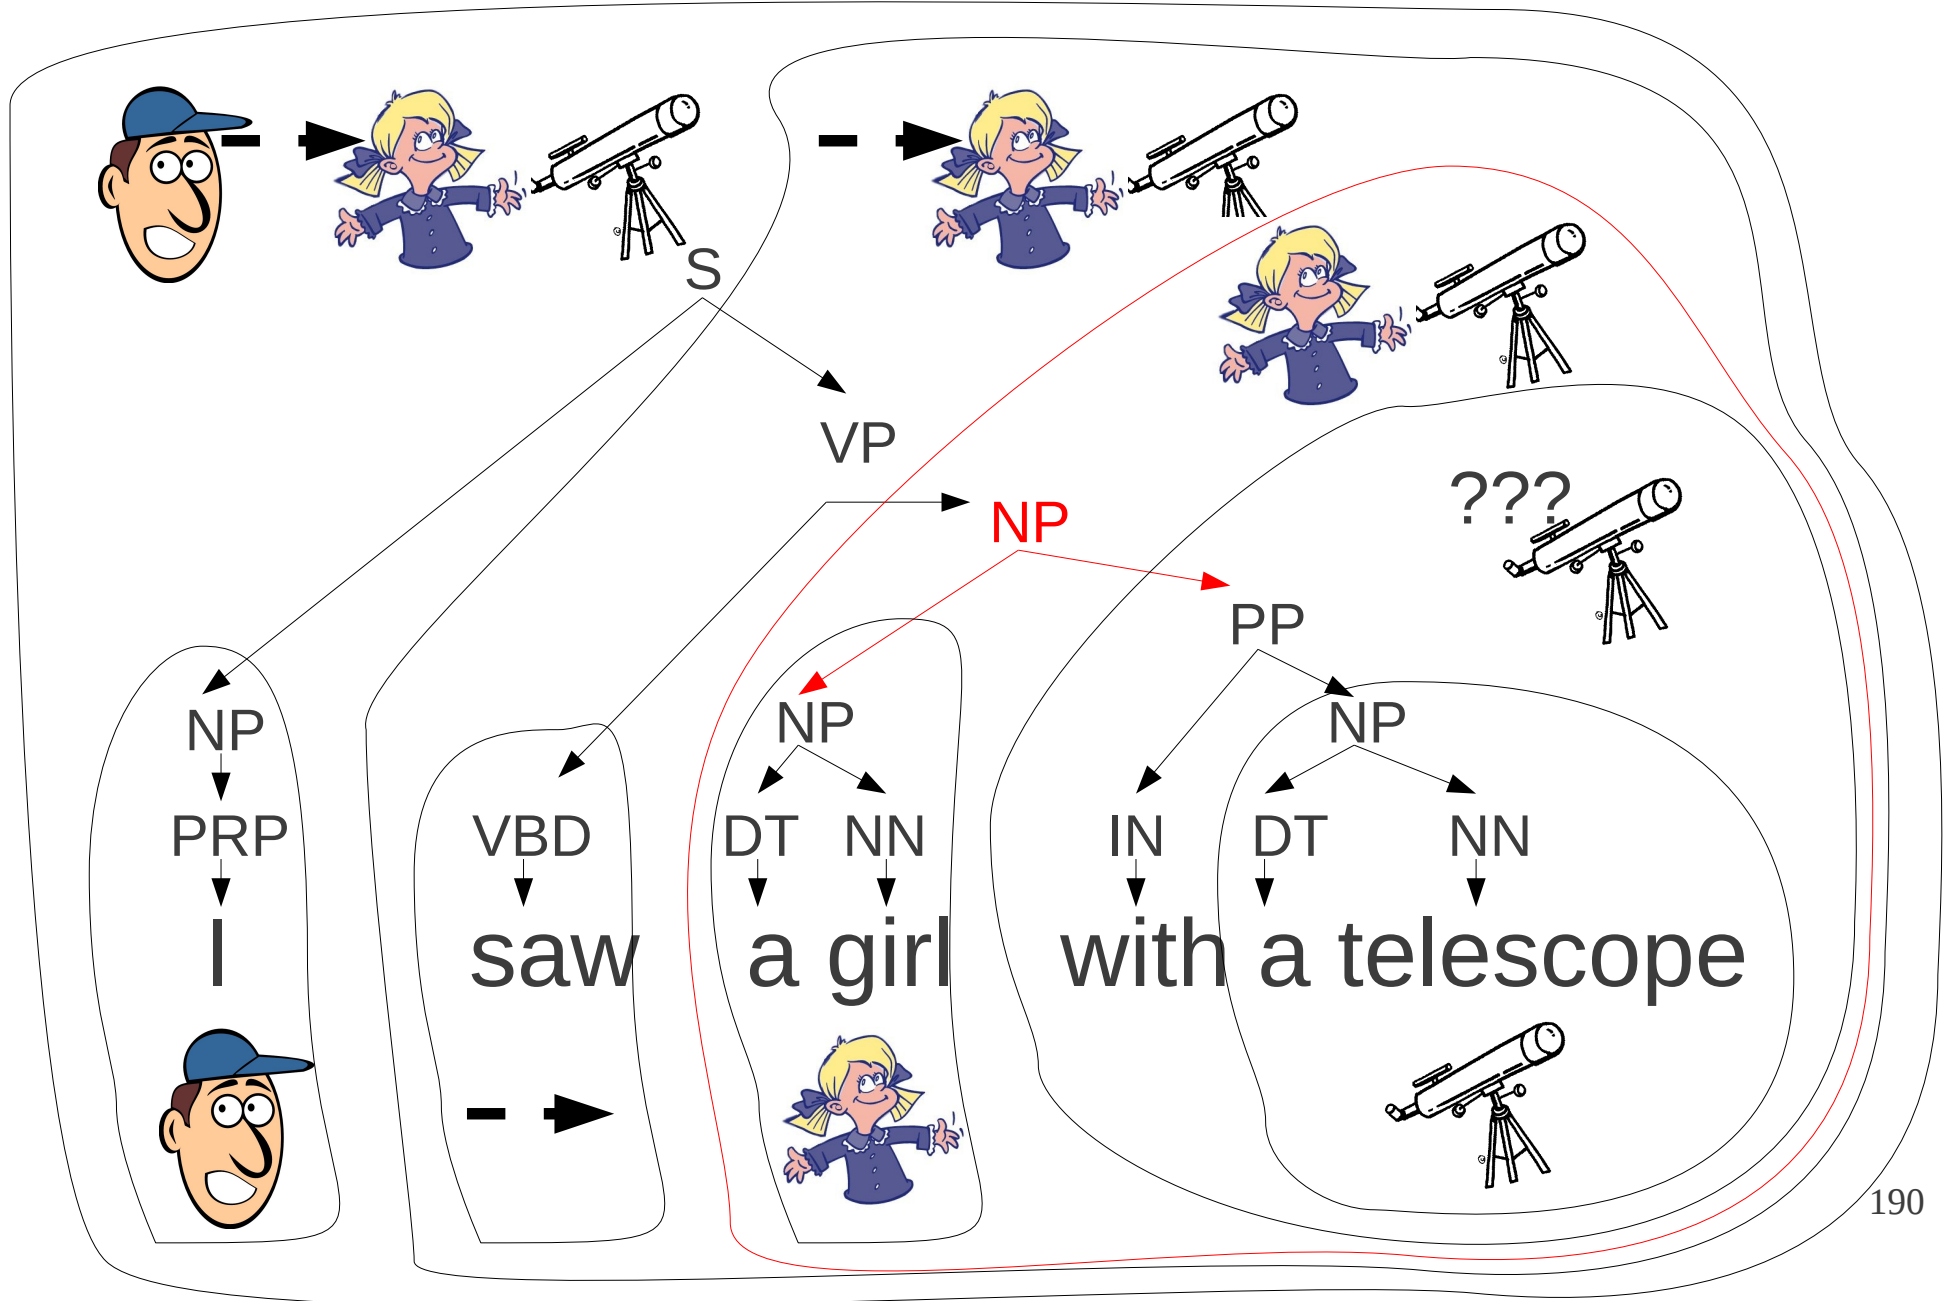 S
VP
???
NP
PP
NP NP NP
PRP VBD DT NN IN DT NN
I saw a girl with a telescope
190